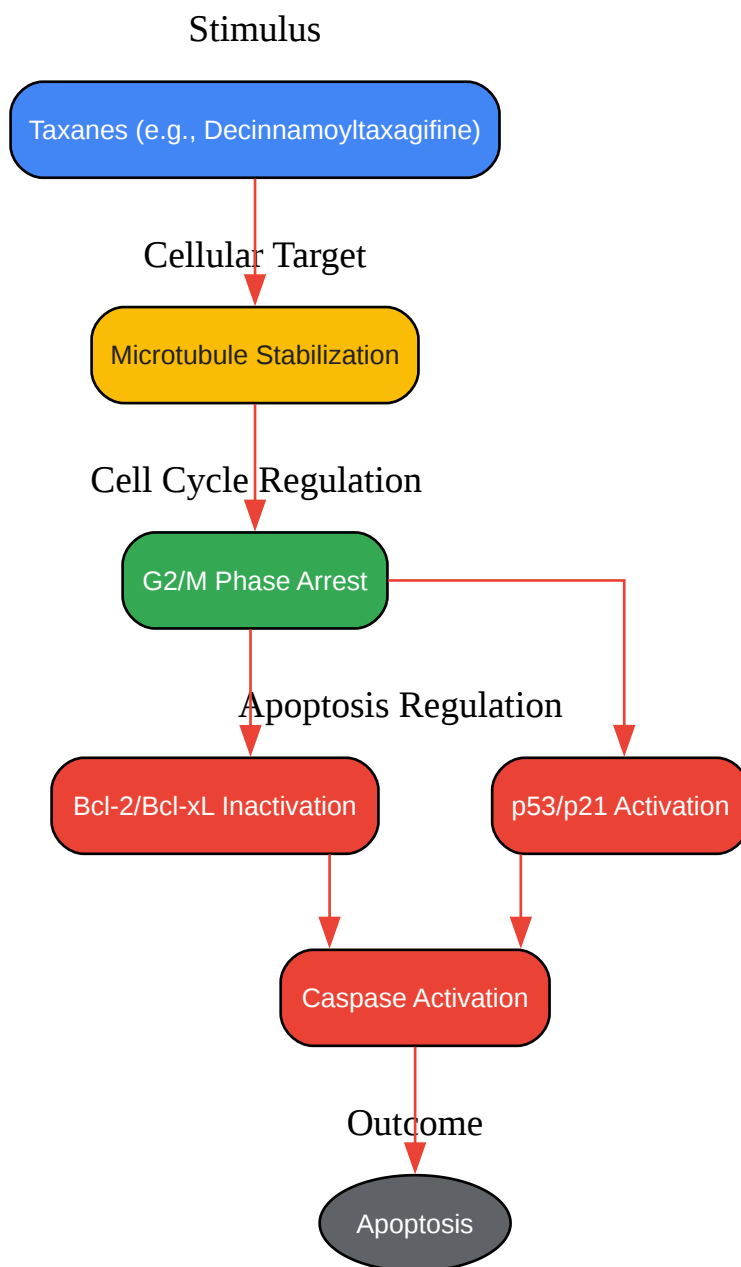 Stimulus
Taxanes (e.g., Decinnamoyltaxagifine)
Cellular Target
Microtubule Stabilization
Cell Cycle Regulation
G2/M Phase Arrest
Apoptosis Regulation
Bcl-2/Bcl-xL Inactivation
p53/p21 Activation
Caspase Activation
Outcome
Apoptosis